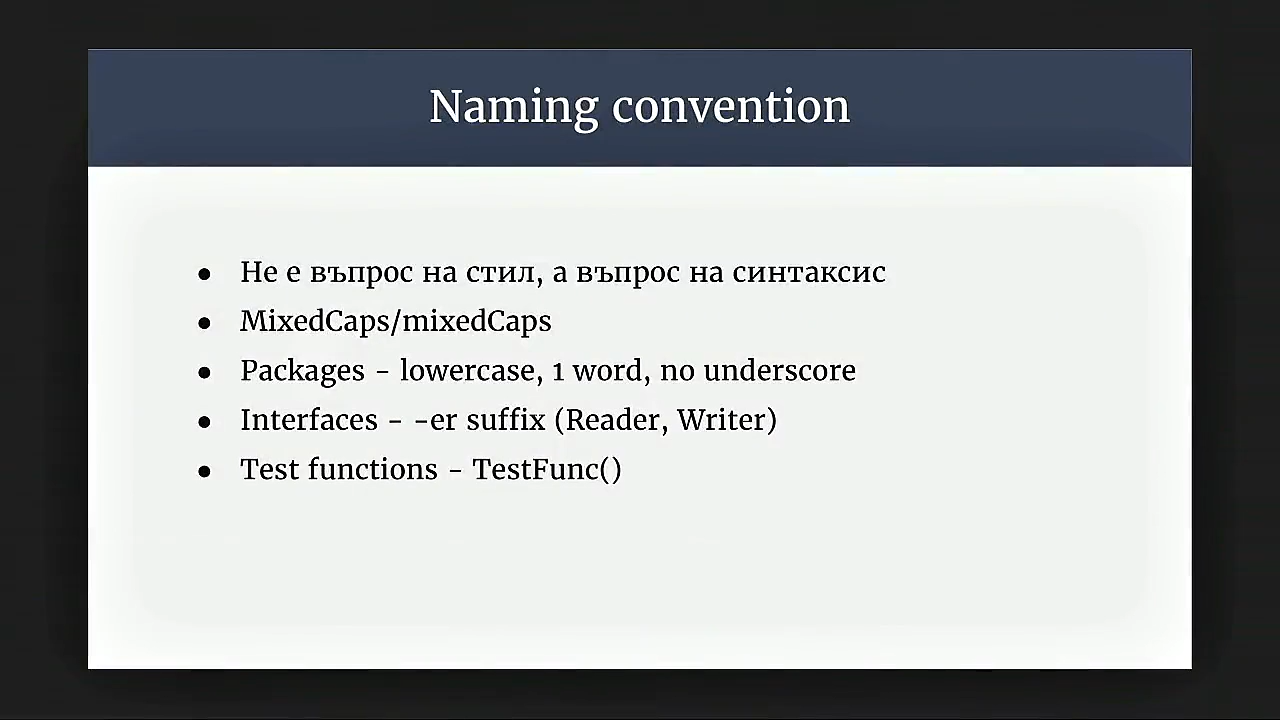 Naming convention
● Не е въпрос на стил, а въпрос на синтаксис
● MixedCaps/mixedCaps
● Packages - lowercase, 1 word, no underscore
● Interfaces - -er suffix (Reader, Writer)
● Test functions - TestFunc()